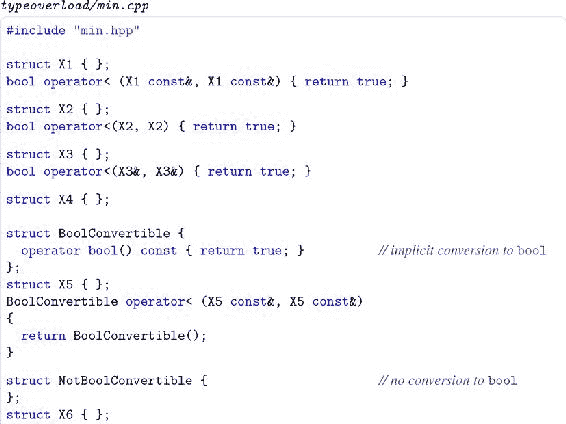 typeoverload/min.cpp
#include "min.hpp"
struct X1 { };
bool operator< (X1 const&, X1 const&) { return true; }
struct X2 { };
bool operator<(X2, X2) { return true; }
struct X3 { };
bool operator<(X3&, X3&) { return true; }
struct X4 { };
struct BoolConvertible {
operator bool() const { return true; } // implicit conversion to bool
};
struct X5 { };
BoolConvertible operator< (X5 const&, X5 const&)
{
return BoolConvertible();
}
struct NotBoolConvertible { // no conversion to bool
};
struct X6 { };